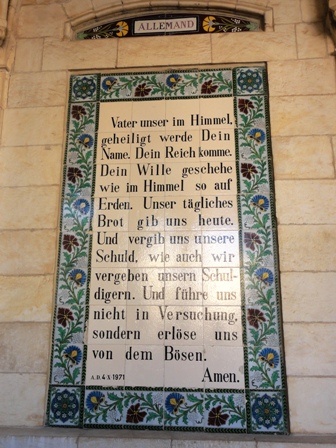 ALLEMAND
Vater unser im Himmel,
geheiligt werde Dein
Name. Dein Reich komme.
Dein Wille geschehe
wie im Himmel so auf
Erden. Unser tägliches
Brot gib uns heute.
Und vergib uns unsere
Schuld, wie auch wir
vergeben unsern Schul-
digern. Und führe uns
nicht in Versuchung,
sondern erlöse uns
von dem Bösen.
A.D. 4 X 1971 Amen.